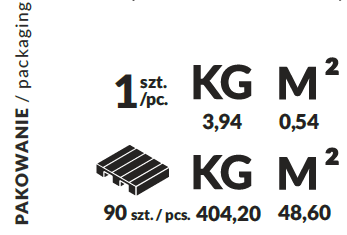 PAKOWANIE / packaging
1 szt. /pc. KG M²
3,94 0,54
KG M²
90 szt. / pcs. 404,20 48,60